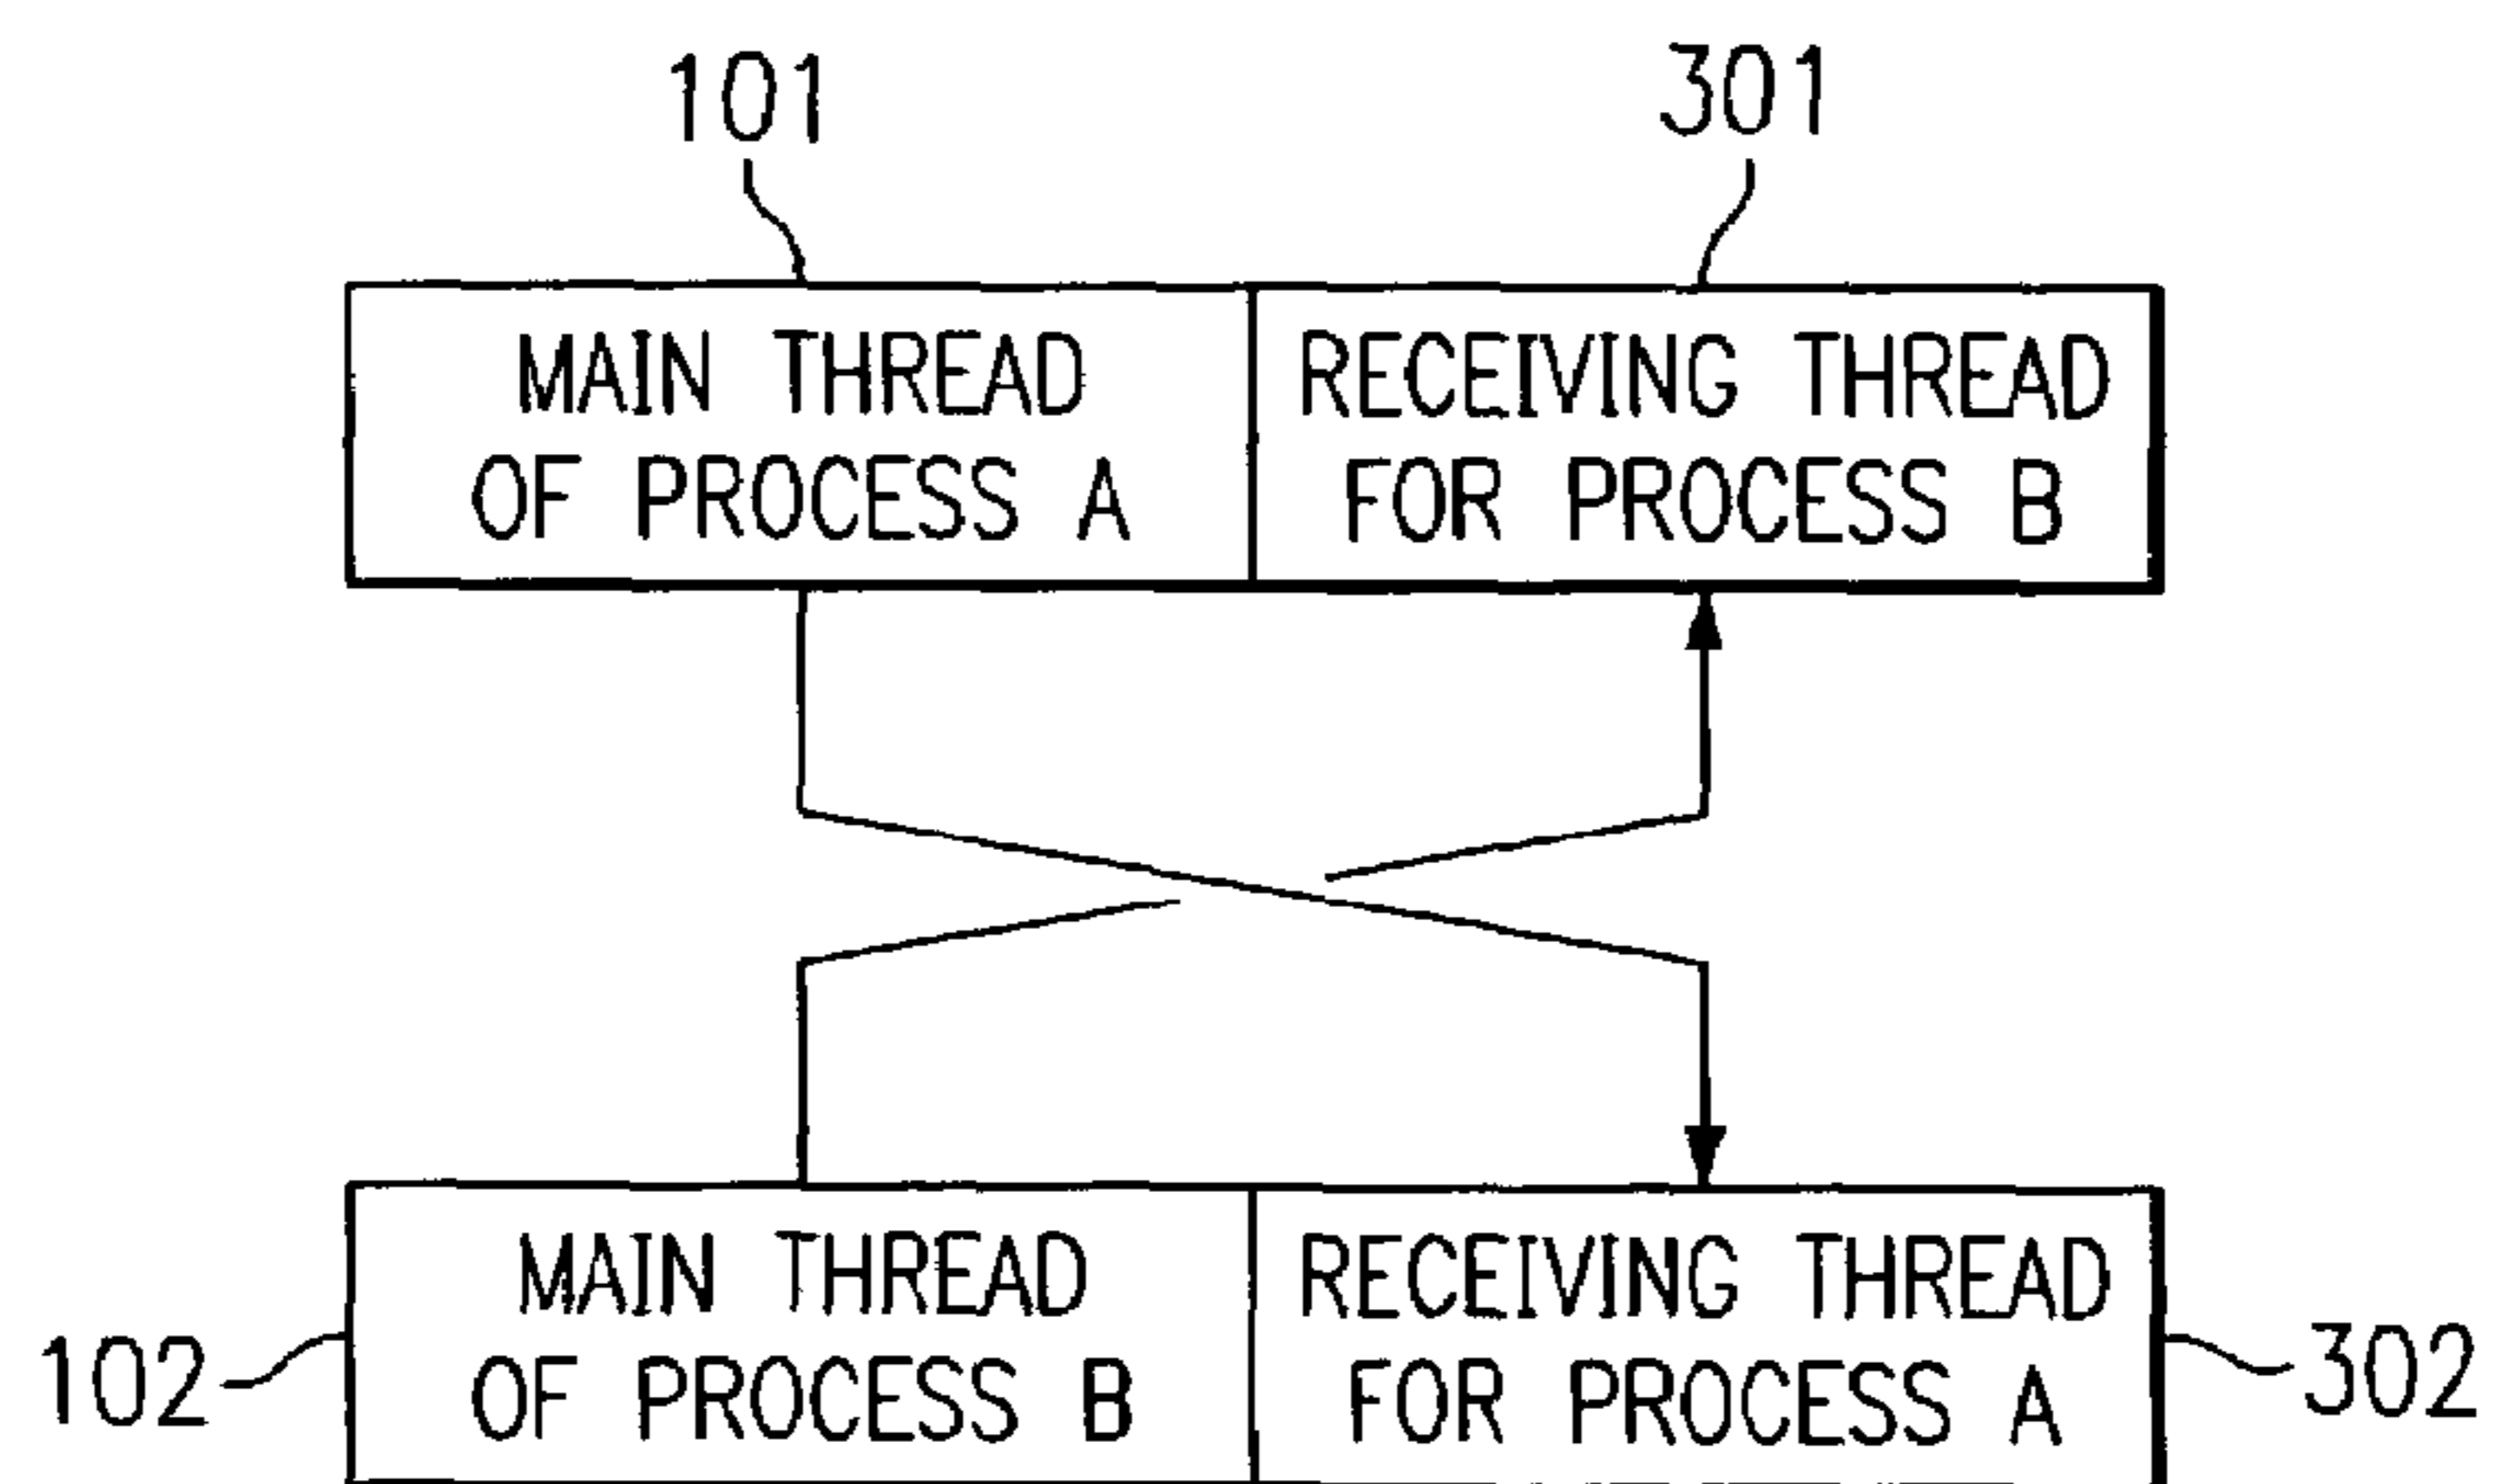 101
301
MAIN THREAD
OF PROCESS A
RECEIVING THREAD
FOR PROCESS B
MAIN THREAD
OF PROCESS B
RECEIVING THREAD
FOR PROCESS A
102
302